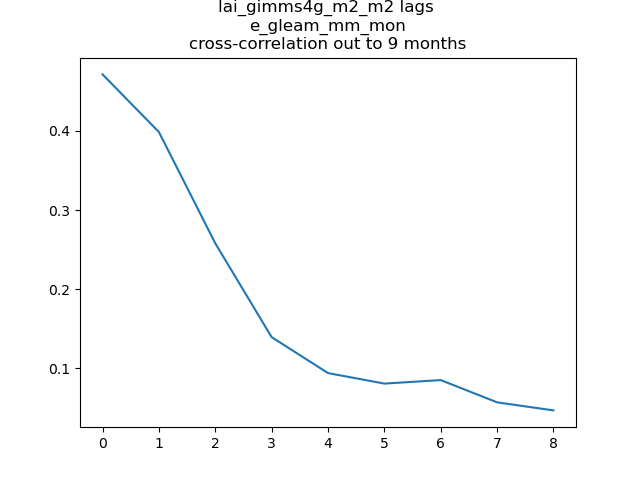 lai_gimms4g_m2_m2 lags
e_gleam_mm_mon
cross-correlation out to 9 months
0.4
0.3
0.2
0.1
0 1 2 3 4 5 6 7 8